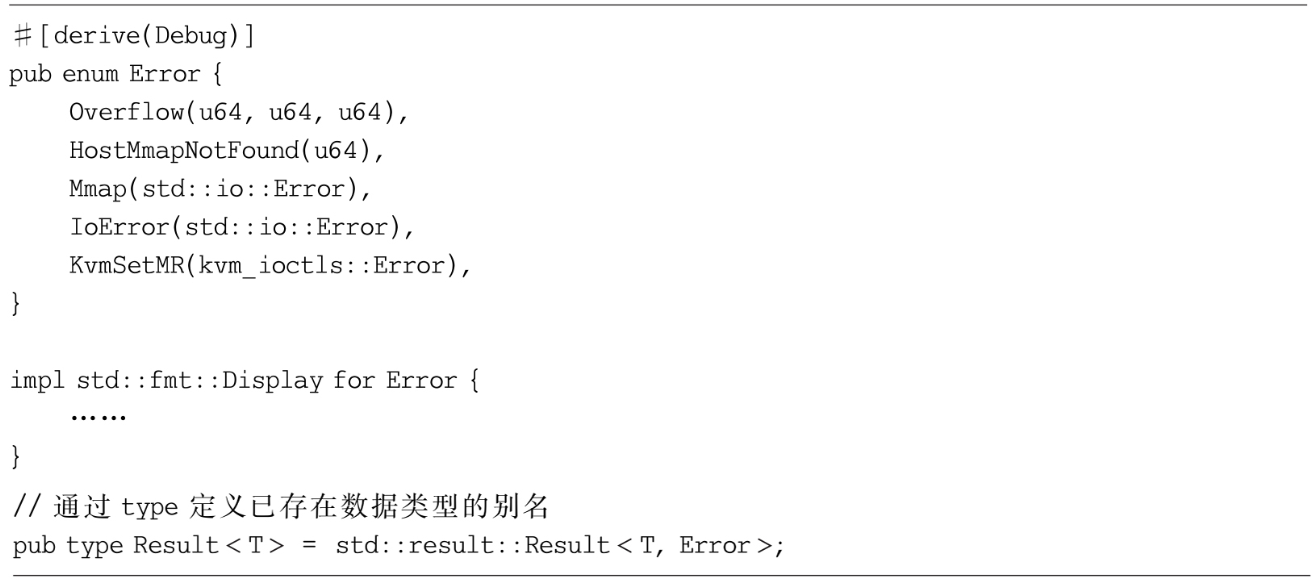 #[derive(Debug)]
pub enum Error {
    Overflow(u64, u64, u64),
    HostMmapNotFound(u64),
    Mmap(std::io::Error),
    IoError(std::io::Error),
    KvmSetMR(kvm_ioctls::Error),
}

impl std::fmt::Display for Error {
    ……
}
// 通过 type 定义已存在数据类型的别名
pub type Result<T> = std::result::Result<T, Error>;